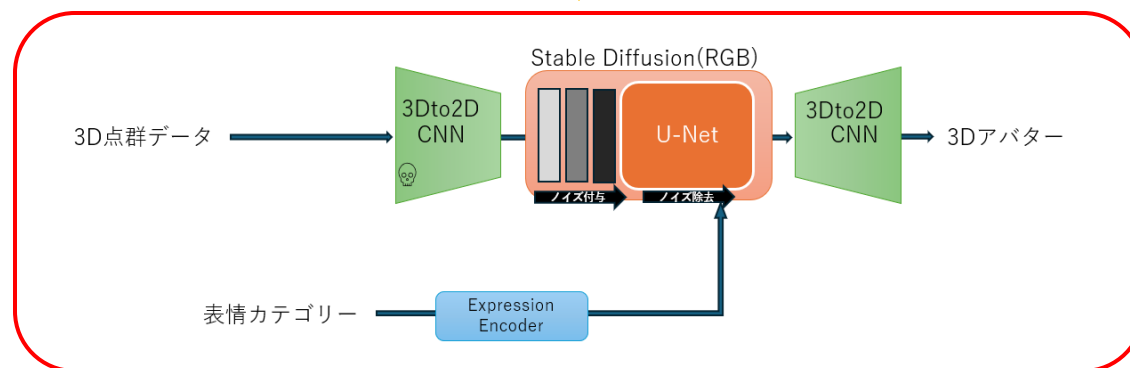 Stable Diffusion(RGB)
3D点群データ
3Dto2D
CNN
U-Net
3Dto2D
CNN
3Dアバター
ノイズ付与
ノイズ除去
表情カテゴリー
Expression
Encoder